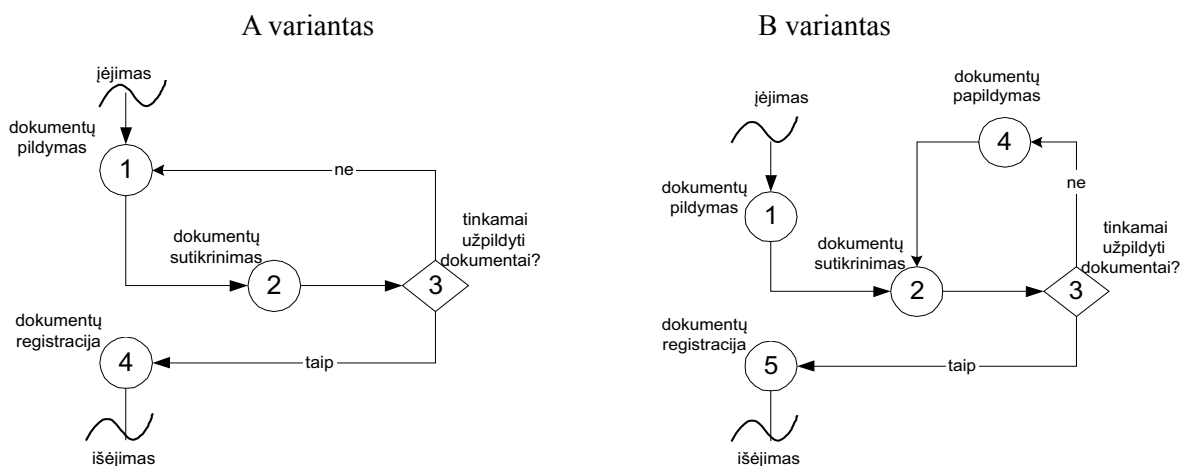 A variantas
įėjimas
dokumentų
pildymas
1
ne
dokumentų
sutikrinimas
2
tinkamai
užpildyti
dokumentai?
3
dokumentų
registracija
4
taip
išėjimas
B variantas
įėjimas
dokumentų
papildymas
4
ne
dokumentų
pildymas
1
dokumentų
sutikrinimas
2
tinkamai
užpildyti
dokumentai?
3
dokumentų
registracija
5
taip
išėjimas